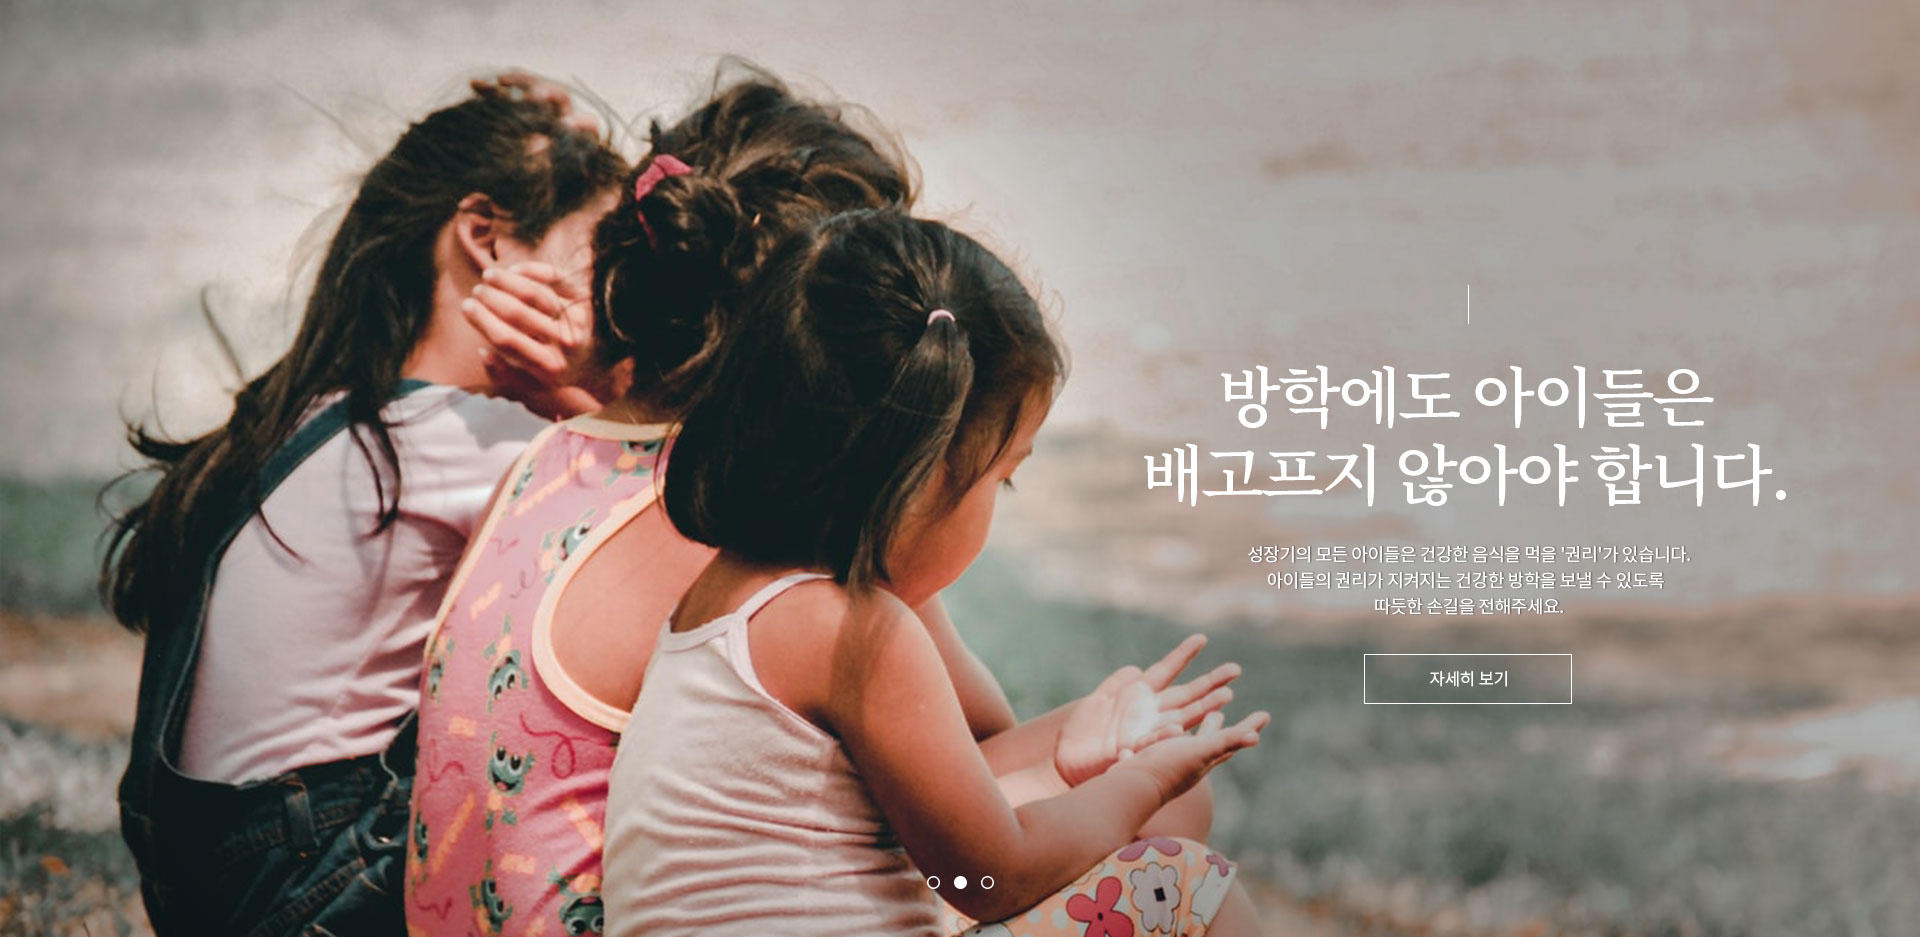 방학에도 아이들은
배고프지 않아야 합니다.
성장기의 모든 아이들은 건강한 음식을 먹을 '권리'가 있습니다.
아이들의 권리가 지켜지는 건강한 방학을 보낼 수 있도록
따듯한 손길을 전해주세요.
자세히 보기